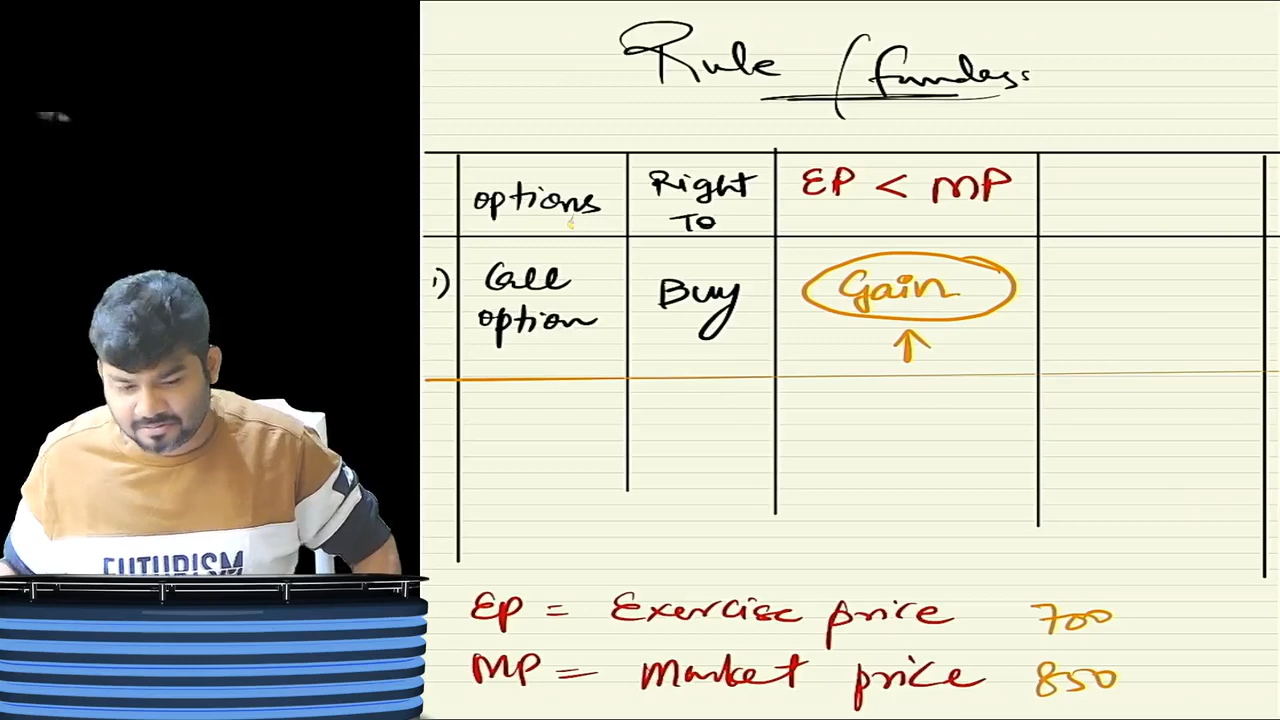 Rule / fundas:
options
Right To
EP < MP
1)
Call option
Buy
Gain
EP = Exercise price 700
MP = Market price 850
FUTURISM